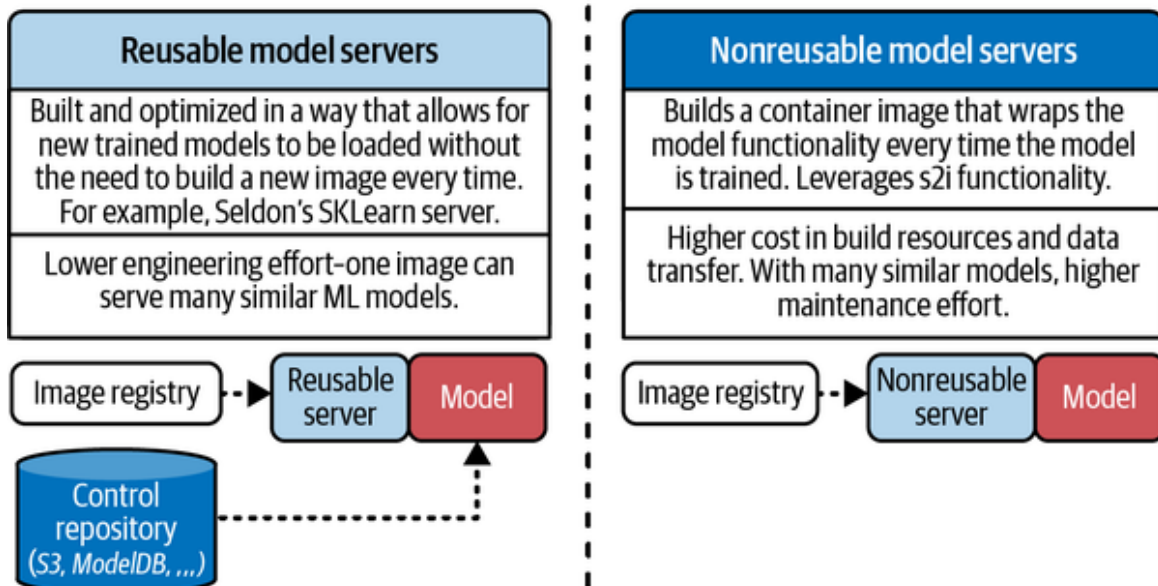 Reusable model servers
Built and optimized in a way that allows for
new trained models to be loaded without
the need to build a new image every time.
For example, Seldon’s SKLearn server.
Lower engineering effort–one image can
serve many similar ML models.
Image registry
Reusable
server
Model
Control
repository
(S3, ModelDB, ,,,)
Nonreusable model servers
Builds a container image that wraps the
model functionality every time the model
is trained. Leverages s2i functionality.
Higher cost in build resources and data
transfer. With many similar models, higher
maintenance effort.
Image registry
Nonreusable
server
Model